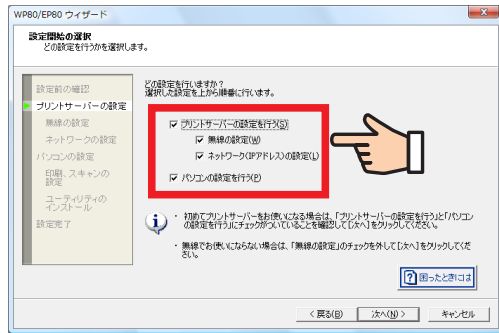 WP80/EP80 ウィザード
設定開始の選択
どの設定を行うかを選択します。
設定前の確認
プリントサーバーの設定
無線の設定
ネットワークの設定
パソコンの設定
印刷、スキャンの
設定
ユーティリティの
インストール
設定完了
どの設定を行いますか?
選択した設定を上から順番に行います。
プリントサーバーの設定を行う(S)
無線の設定(W)
ネットワーク(IPアドレス)の設定(L)
パソコンの設定を行う(P)
・ 初めてプリントサーバーをお使いになる場合は、「プリントサーバーの設定を行う」と「パソコン
の設定を行う」にチェックがついていることを確認して[次へ]をクリックしてください。
・ 無線でお使いにならない場合は、「無線の設定」のチェックを外して[次へ]をクリックしてくだ
さい。
困ったときには
< 戻る(B)
次へ(N) >
キャンセル